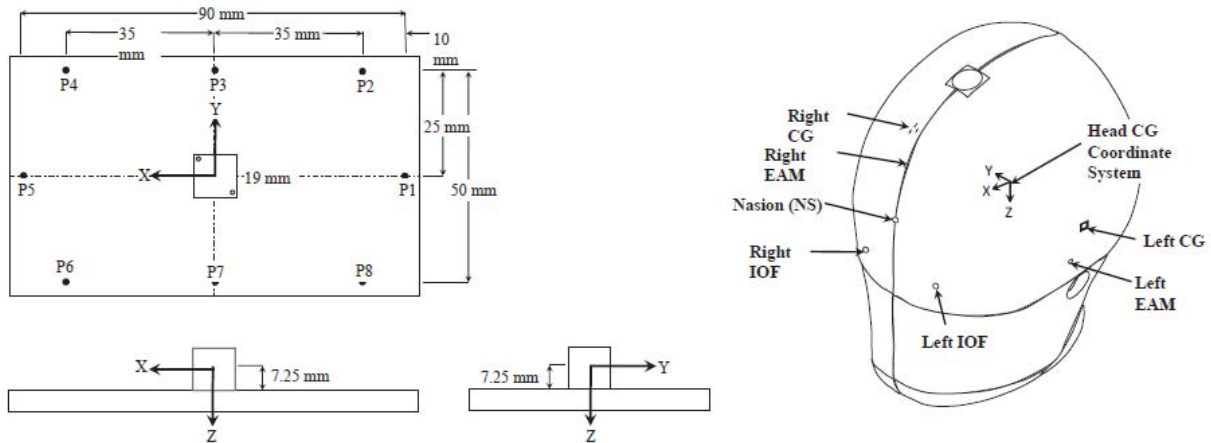 90 mm
35 mm
35 mm
10 mm
P4
P3
P2
Y
25 mm
X
19 mm
50 mm
P5
P1
P6
P7
P8
X
7.25 mm
Z
7.25 mm
Y
Z
Right CG
Right EAM
Nasion (NS)
Right IOF
Y
X
Z
Head CG
Coordinate
System
Left CG
Left EAM
Left IOF